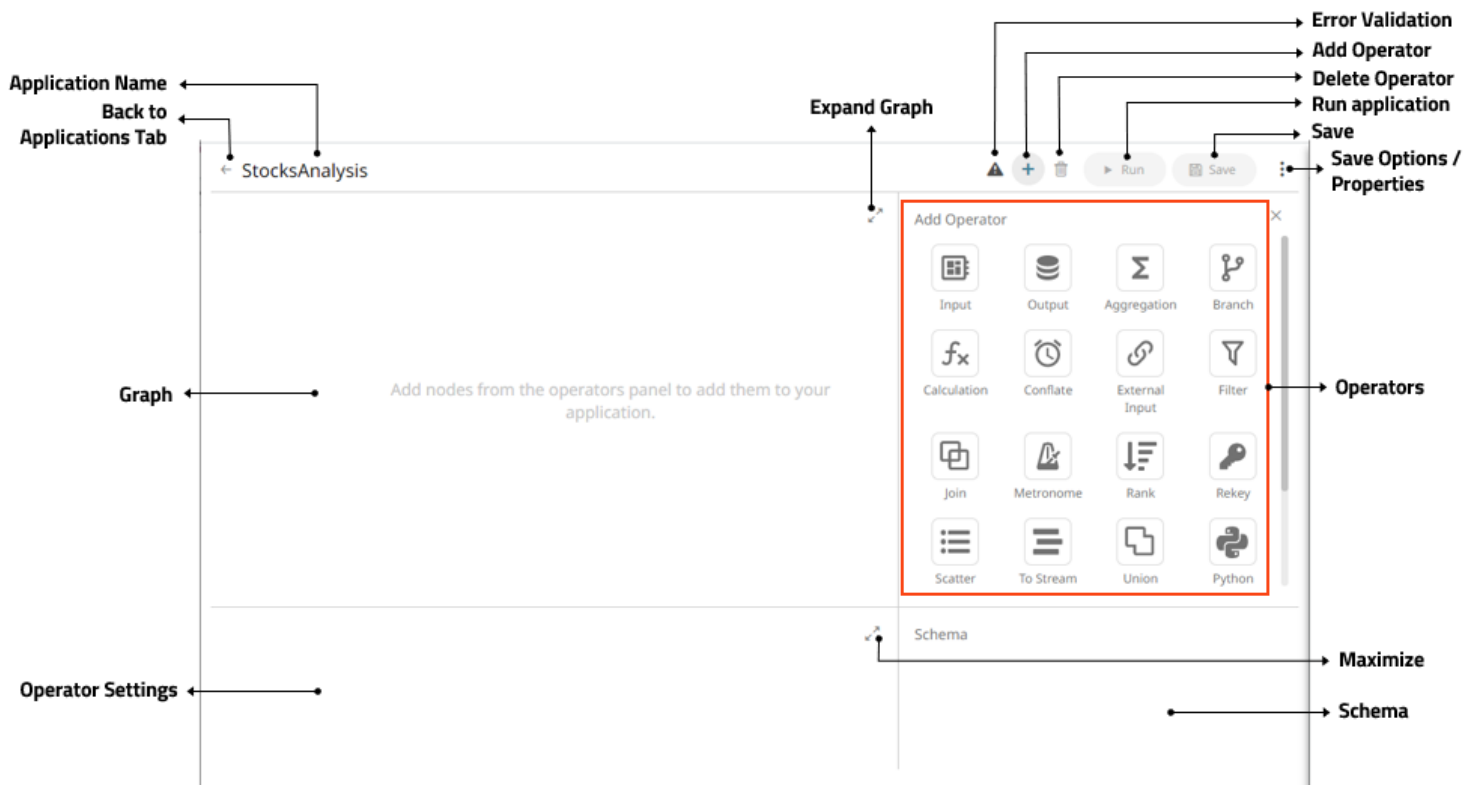 Error Validation
Add Operator
Application Name
Delete Operator
Back to
Applications Tab
Expand Graph
Run application
Save
Save Options /
Properties
StocksAnalysis
Run
Save
Add Operator
Input
Output
Aggregation
Branch
Graph
Add nodes from the operators panel to add them to your
application.
Calculation
Conflate
External
Input
Filter
Operators
Join
Metronome
Rank
Rekey
Scatter
To Stream
Union
Python
Schema
Maximize
Operator Settings
Schema